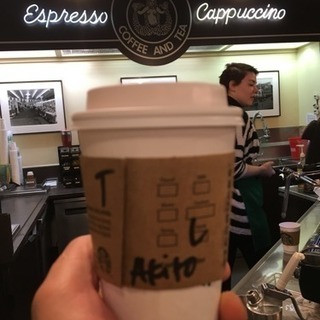 Espresso Cappuccino
COFFEE AND TEA
T
L
Akito